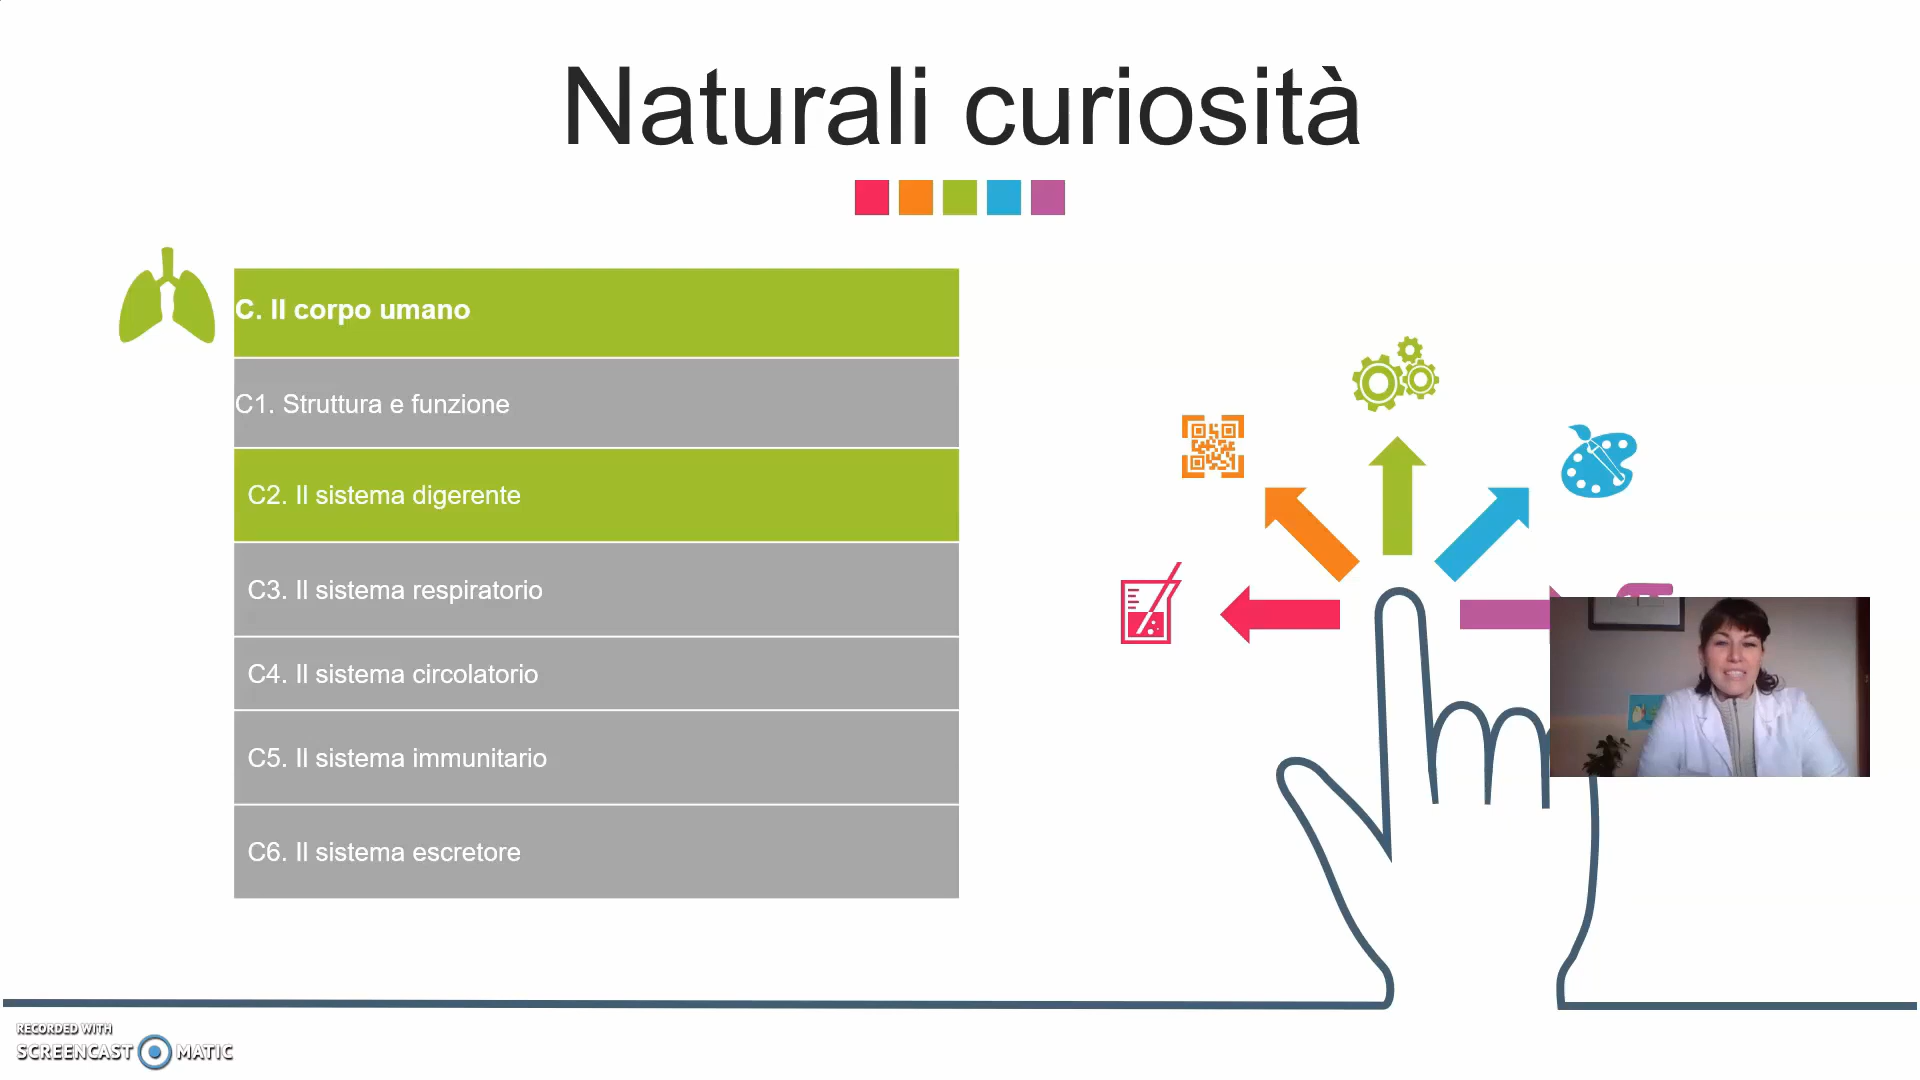 Naturali curiosità
C. Il corpo umano
C1. Struttura e funzione
C2. Il sistema digerente
C3. Il sistema respiratorio
C4. Il sistema circolatorio
C5. Il sistema immunitario
C6. Il sistema escretore
RECORDED WITH
SCREENCAST MATIC